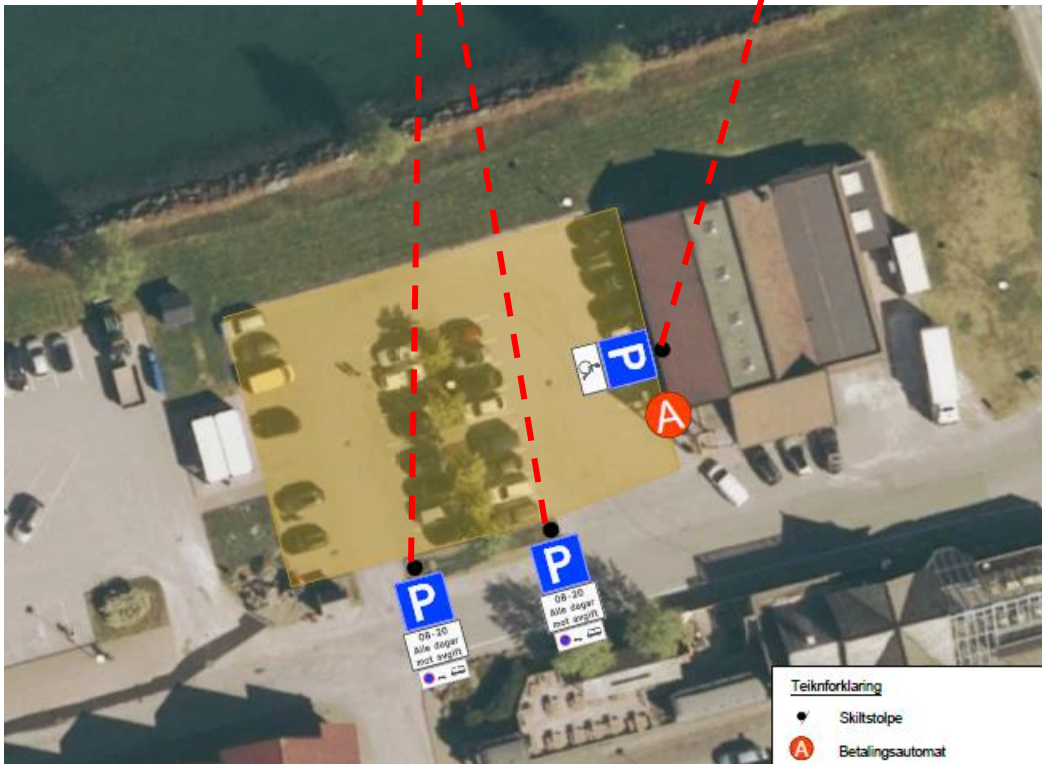 P
A
P
08-20
Alle dagar
mot avgift
P
08-20
Alle dagar
mot avgift
Teiknforklaring
Skiltstolpe
A Betalingsautomat